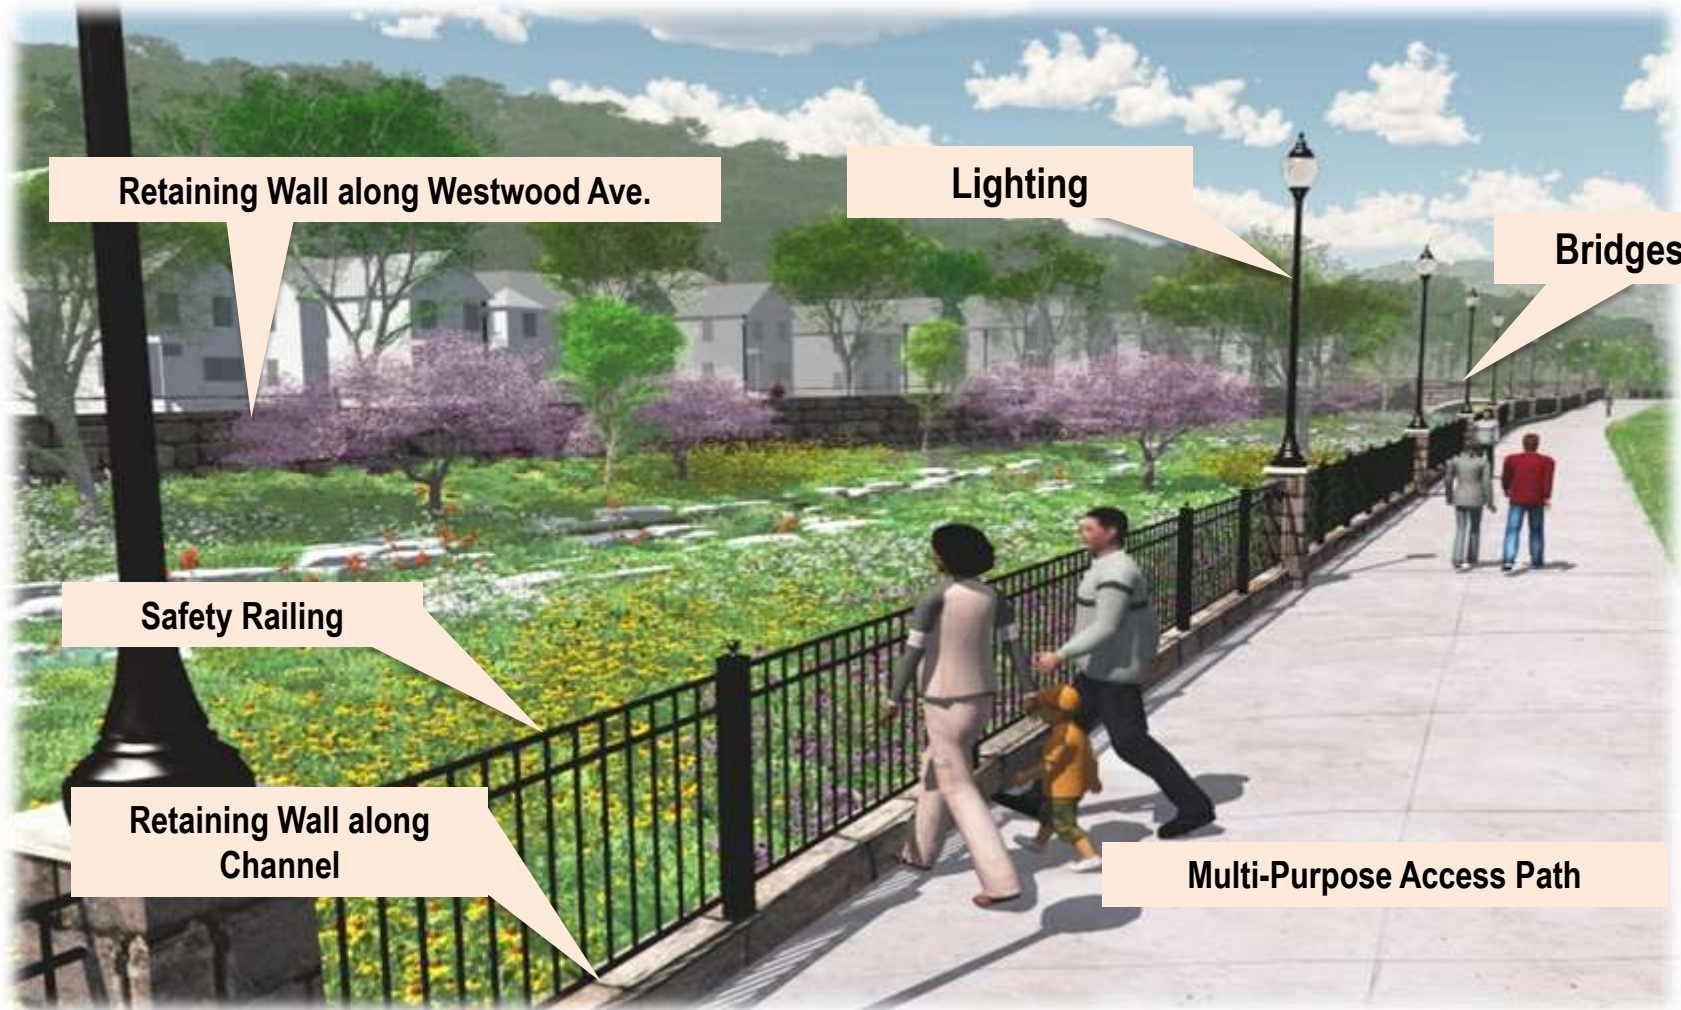 Retaining Wall along Westwood Ave.
Lighting
Bridges
Safety Railing
Retaining Wall along
Channel
Multi-Purpose Access Path